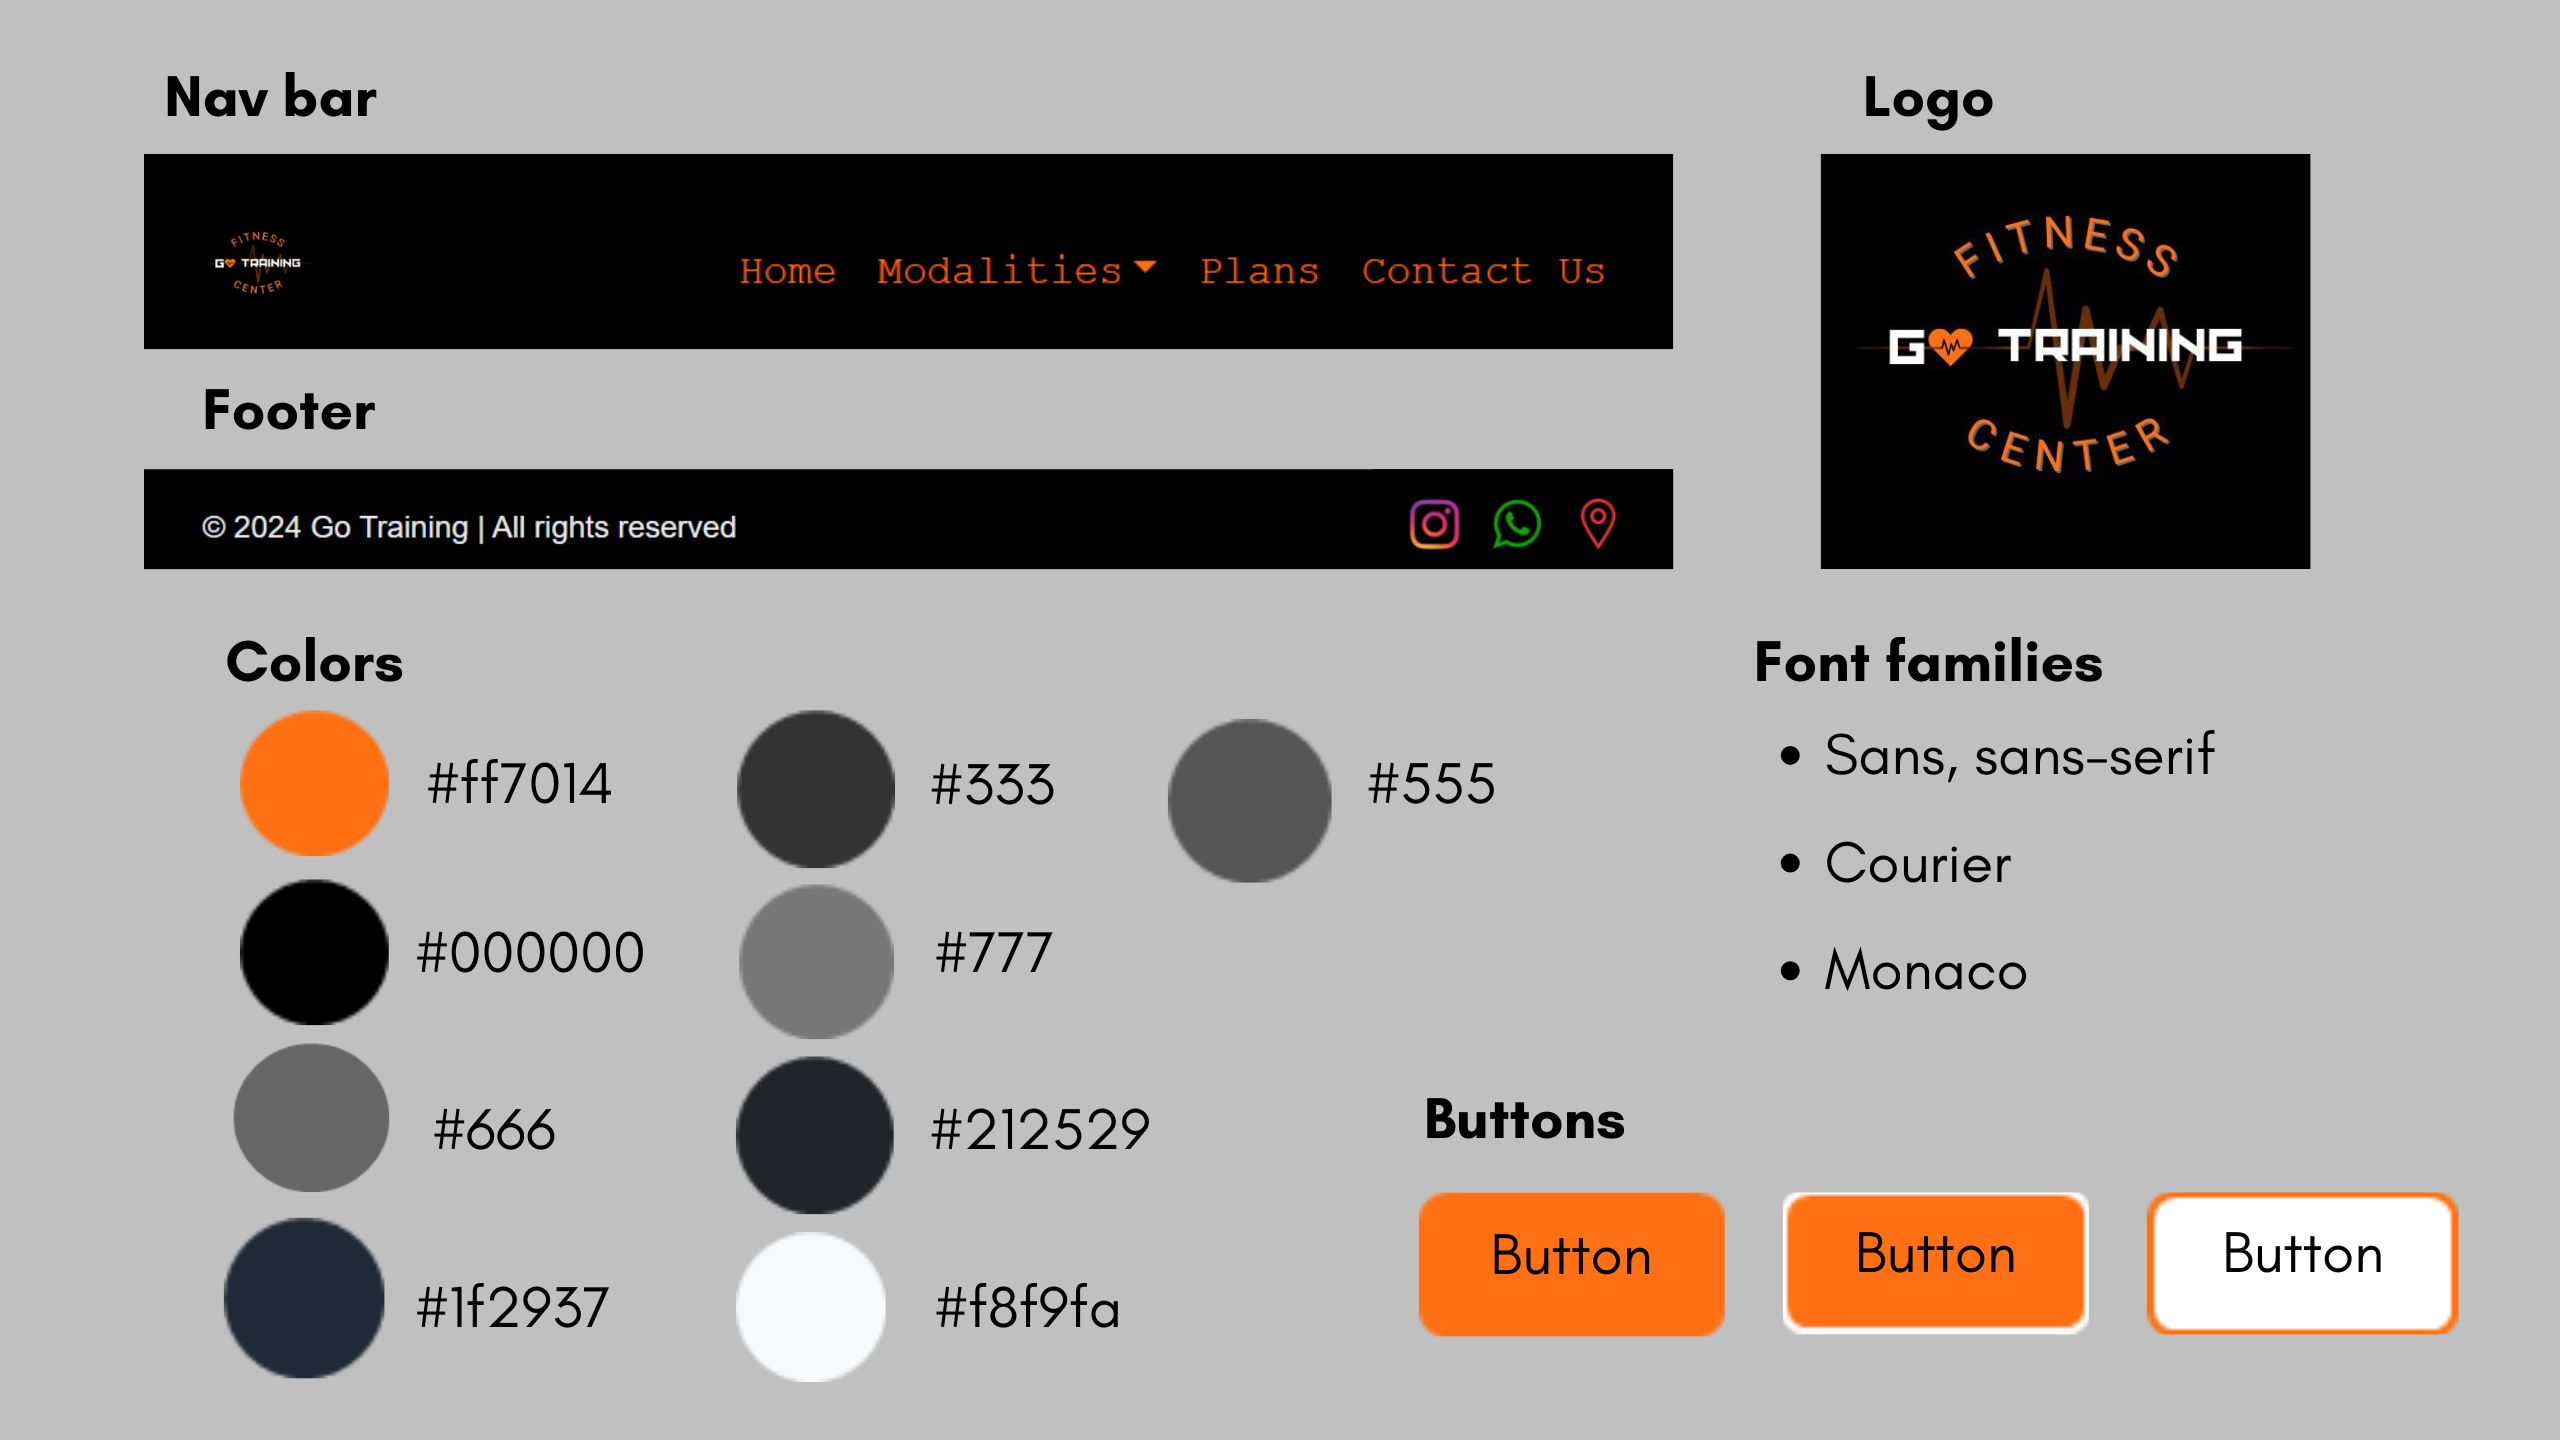 Nav bar
FITNESS
GO TRAINING
CENTER
Home Modalities Plans Contact Us
Footer
© 2024 Go Training | All rights reserved
Logo
FITNESS
GO TRAINING
CENTER
Colors
#ff7014
#000000
#666
#1f2937
#333
#777
#212529
#f8f9fa
#555
Font families
• Sans, sans-serif
• Courier
• Monaco
Buttons
Button
Button
Button